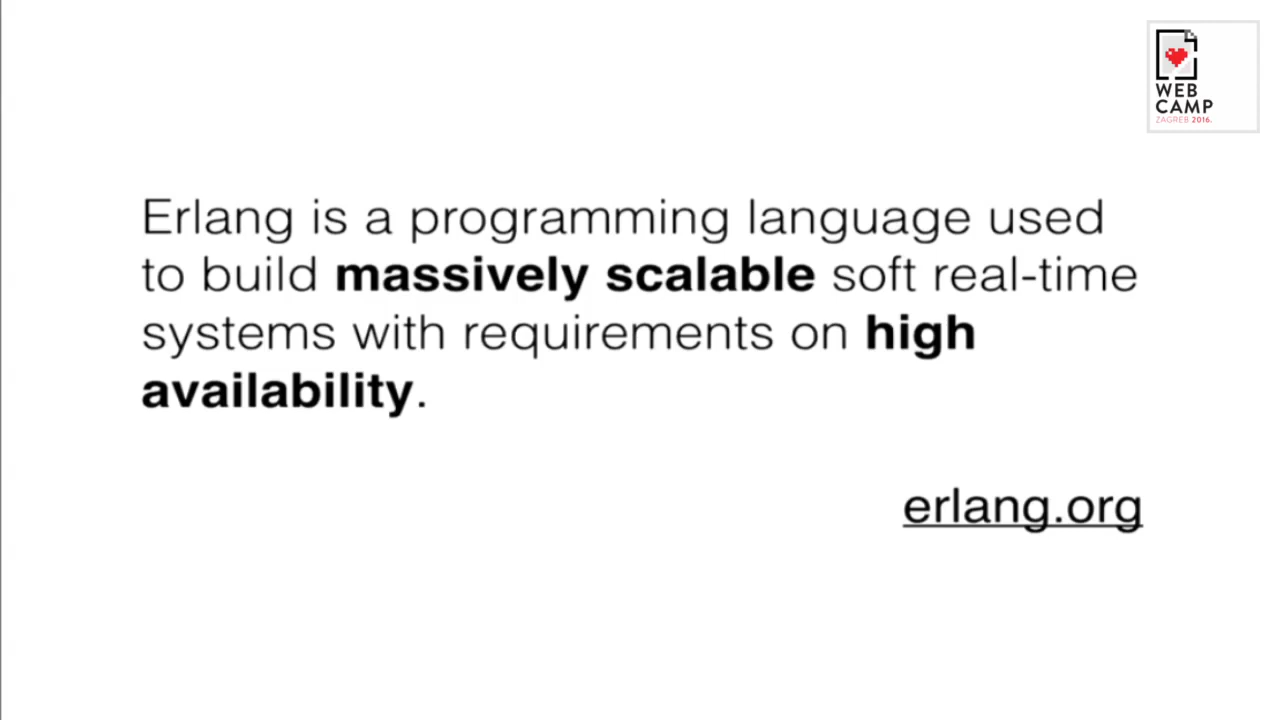 WEB
CAMP
ZAGREB 2016.
Erlang is a programming language used
to build massively scalable soft real-time
systems with requirements on high
availability.
erlang.org